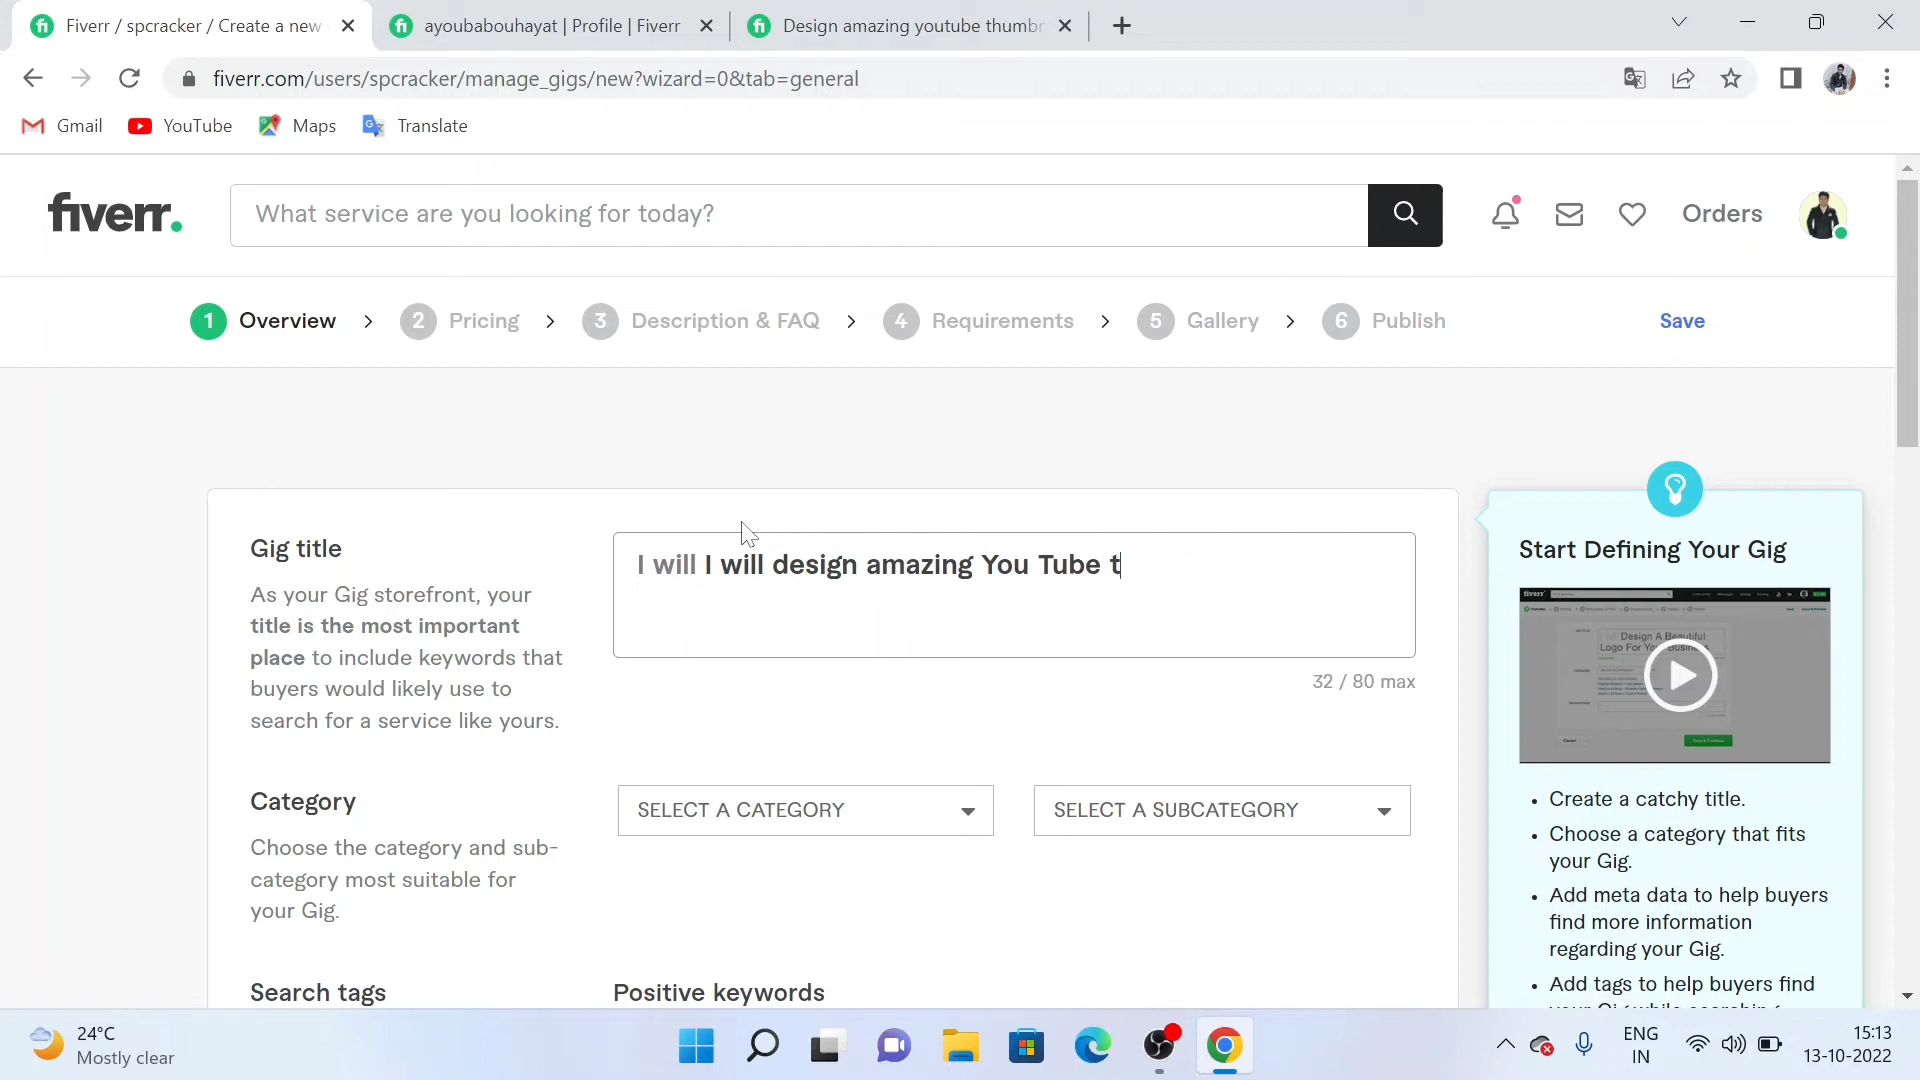 Fiverr / spcracker / Create a new
ayoubabouhayat | Profile | Fiverr
Design amazing youtube thumbn
fiverr.com/users/spcracker/manage_gigs/new?wizard=0&tab=general
Gmail
YouTube
Maps
Translate
fiverr.
What service are you looking for today?
Orders
1 Overview
2 Pricing
3 Description & FAQ
4 Requirements
5 Gallery
6 Publish
Save
Gig title
As your Gig storefront, your
title is the most important
place to include keywords that
buyers would likely use to
search for a service like yours.
I will I will design amazing You Tube t
32 / 80 max
Category
Choose the category and sub-
category most suitable for
your Gig.
SELECT A CATEGORY
SELECT A SUBCATEGORY
Search tags
Positive keywords
Start Defining Your Gig
Design A Beautiful
Logo For Your Business
• Create a catchy title.
• Choose a category that fits
your Gig.
• Add meta data to help buyers
find more information
regarding your Gig.
• Add tags to help buyers find
24°C
Mostly clear
ENG
IN
15:13
13-10-2022